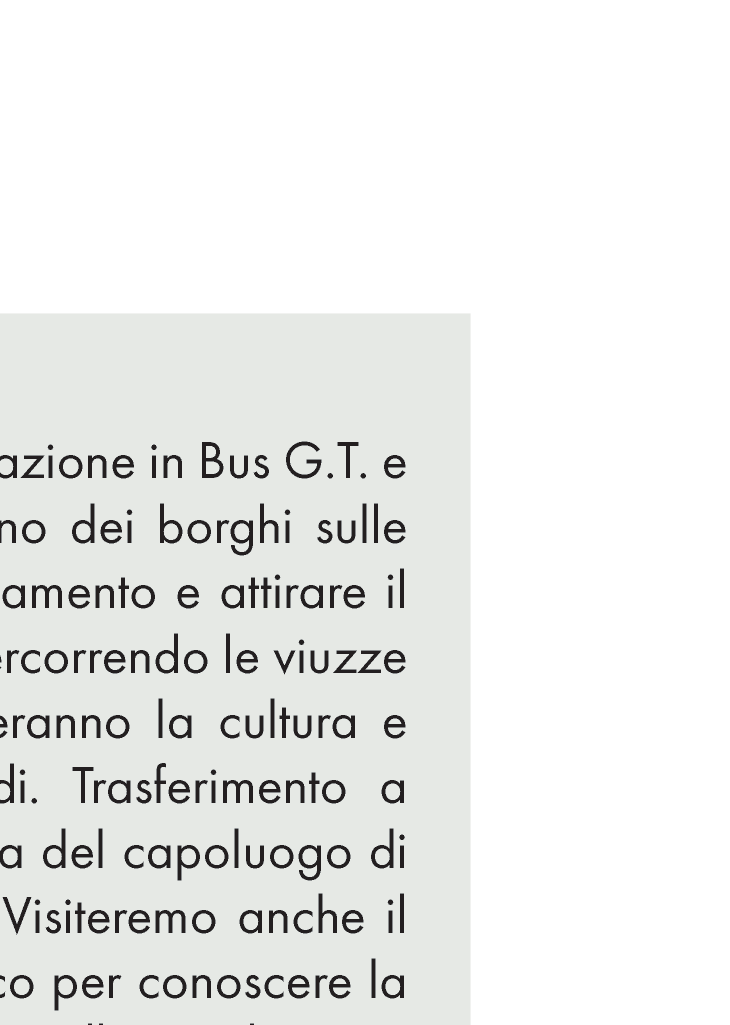 azione in Bus G.T. e
no dei borghi sulle
amento e attirare il
ercorrendo le viuzze
eranno la cultura e
di. Trasferimento a
a del capoluogo di
Visiteremo anche il
co per conoscere la